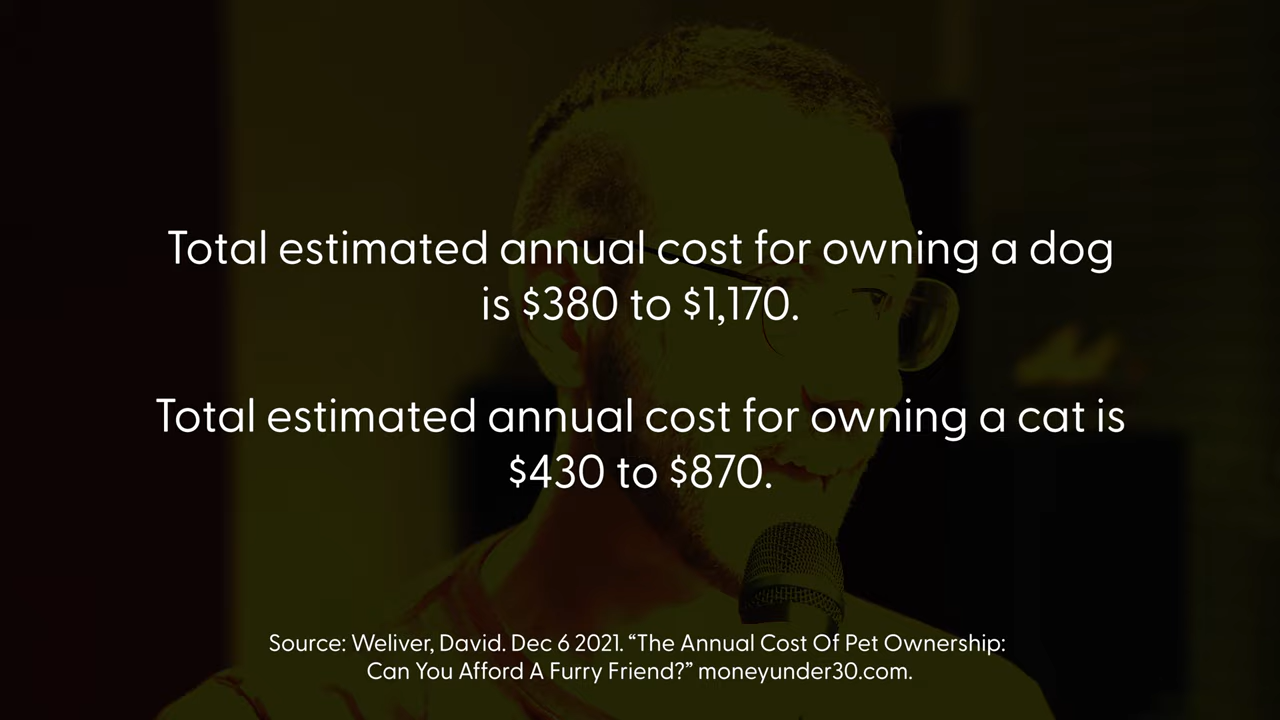 Total estimated annual cost for owning a dog
is $380 to $1,170.
Total estimated annual cost for owning a cat is
$430 to $870.
Source: Weliver, David. Dec 6 2021. “The Annual Cost Of Pet Ownership:
Can You Afford A Furry Friend?” moneyunder30.com.